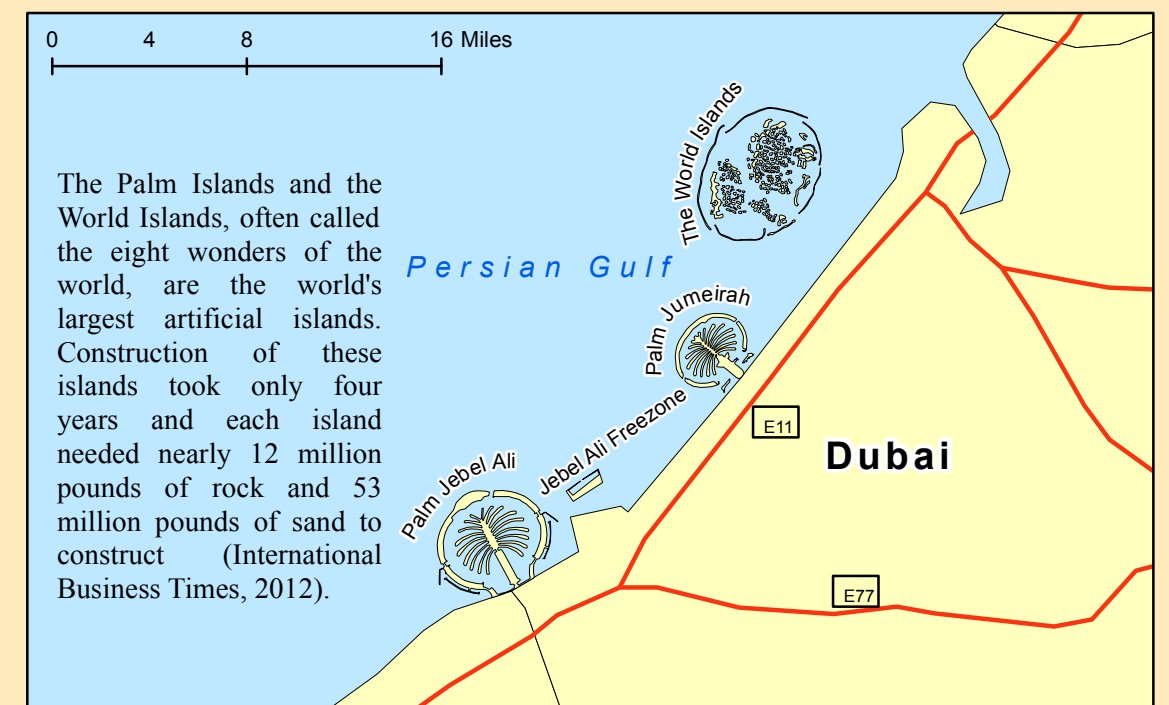 0 4 8 16 Miles
The World Islands
The Palm Islands and the
World Islands, often called
the eight wonders of the
world, are the world's
largest artificial islands.
Construction of these
islands took only four
years and each island
needed nearly 12 million
pounds of rock and 53
million pounds of sand to
construct (International
Business Times, 2012).
Persian Gulf
Palm Jumeirah
Jebel Ali Freezone
E11
Dubai
Palm Jebel Ali
E77